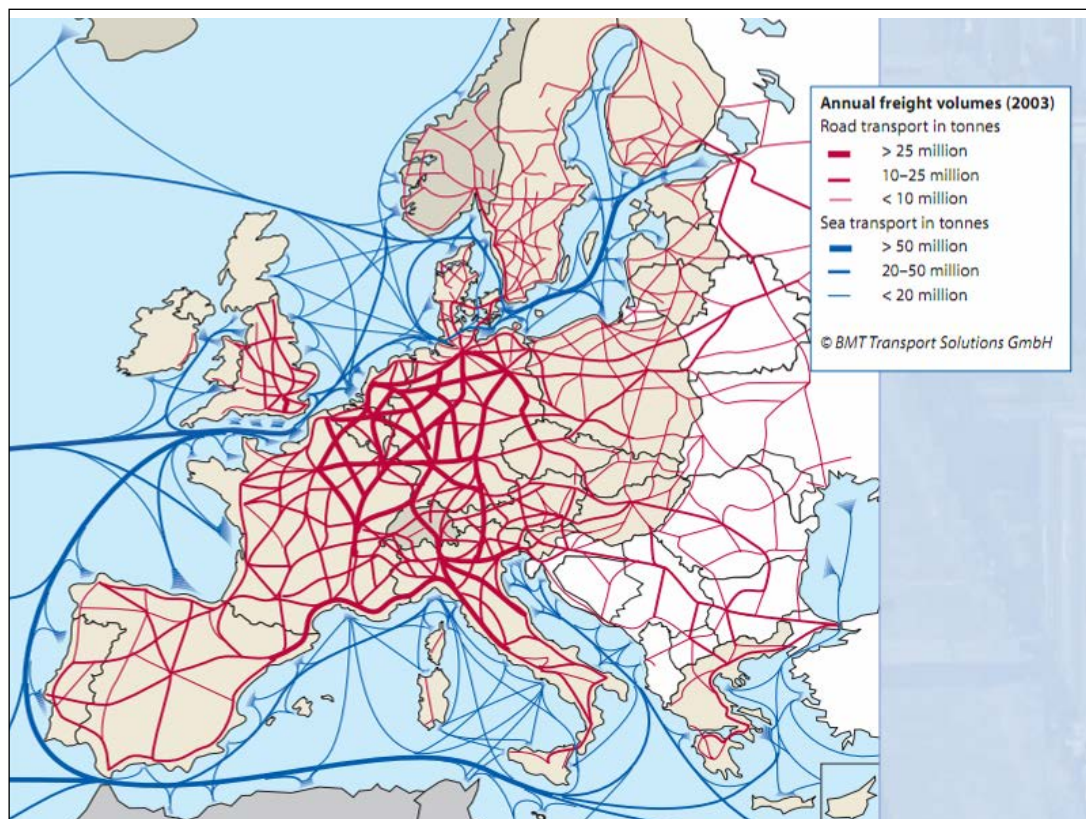 Annual freight volumes (2003)
Road transport in tonnes
> 25 million
10–25 million
< 10 million
Sea transport in tonnes
> 50 million
20–50 million
< 20 million
© BMT Transport Solutions GmbH